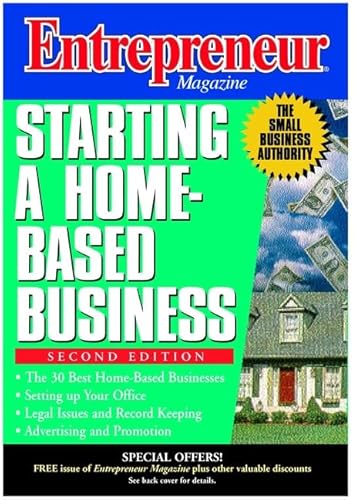 Entrepreneur®
Magazine
THE
SMALL
BUSINESS
AUTHORITY
STARTING
A HOME-
BASED
BUSINESS
SECOND EDITION
• The 30 Best Home-Based Businesses
• Setting up Your Office
• Legal Issues and Record Keeping
• Advertising and Promotion
SPECIAL OFFERS!
FREE issue of Entrepreneur Magazine plus other valuable discounts
See back cover for details.